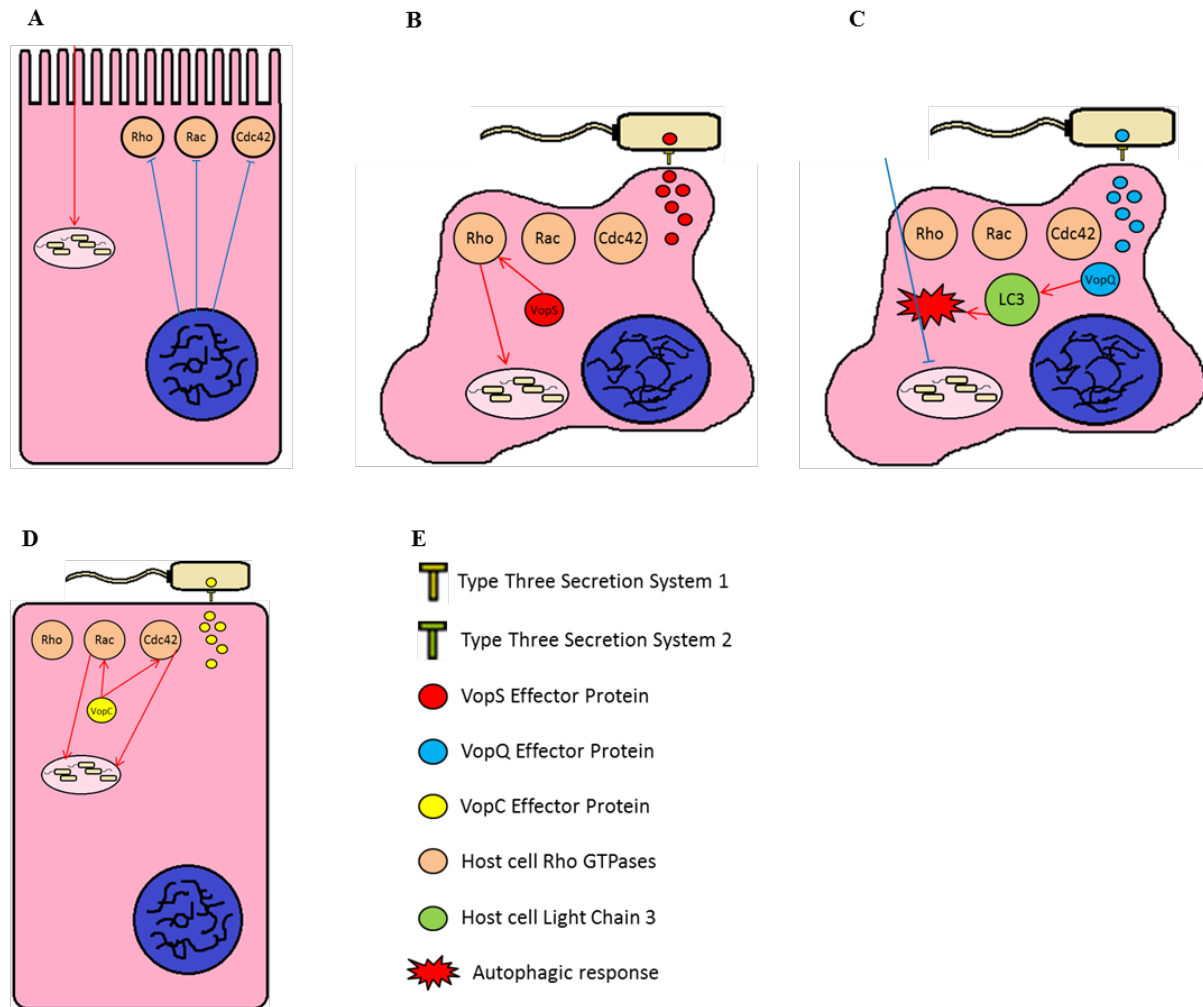 A
Rho Rac Cdc42
B
Rho Rac Cdc42
VopS
C
Rho Rac Cdc42
VopQ
LC3
D
Rho Rac Cdc42
VopC
E
Type Three Secretion System 1
Type Three Secretion System 2
VopS Effector Protein
VopQ Effector Protein
VopC Effector Protein
Host cell Rho GTPases
Host cell Light Chain 3
Autophagic response